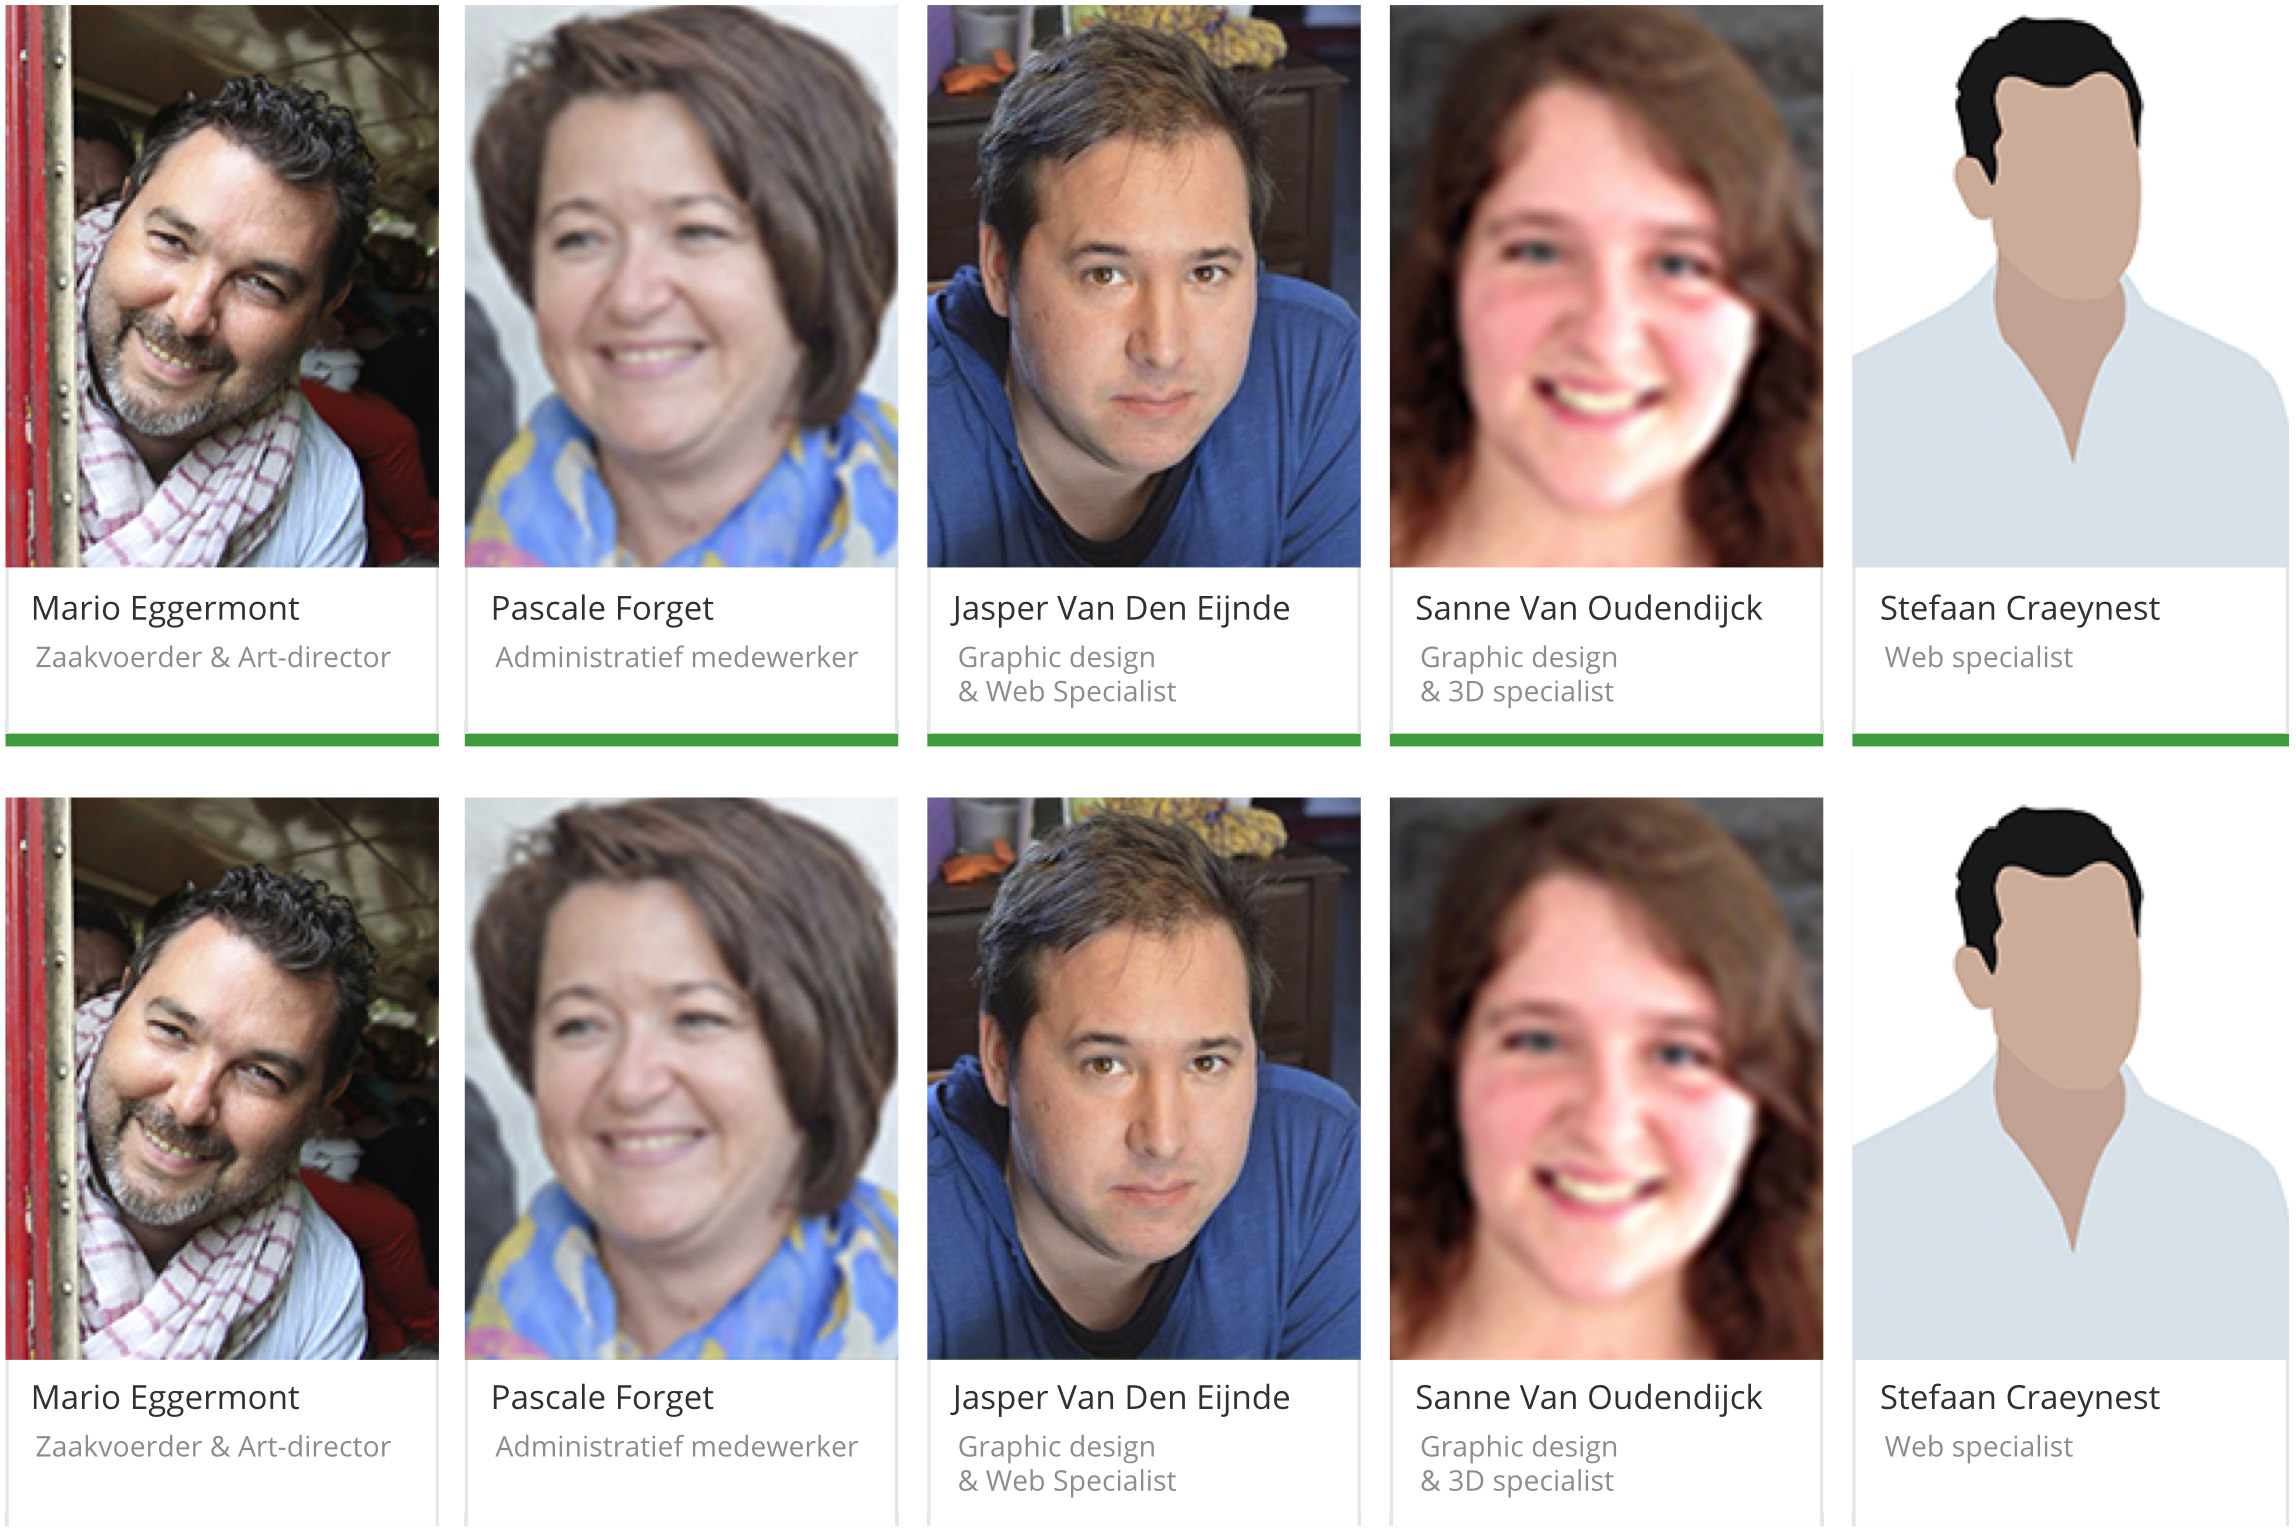 Mario Eggermont
Zaakvoerder & Art-director
Pascale Forget
Administratief medewerker
Jasper Van Den Eijnde
Graphic design
& Web Specialist
Sanne Van Oudendijck
Graphic design
& 3D specialist
Stefaan Craeynest
Web specialist
Mario Eggermont
Zaakvoerder & Art-director
Pascale Forget
Administratief medewerker
Jasper Van Den Eijnde
Graphic design
& Web Specialist
Sanne Van Oudendijck
Graphic design
& 3D specialist
Stefaan Craeynest
Web specialist